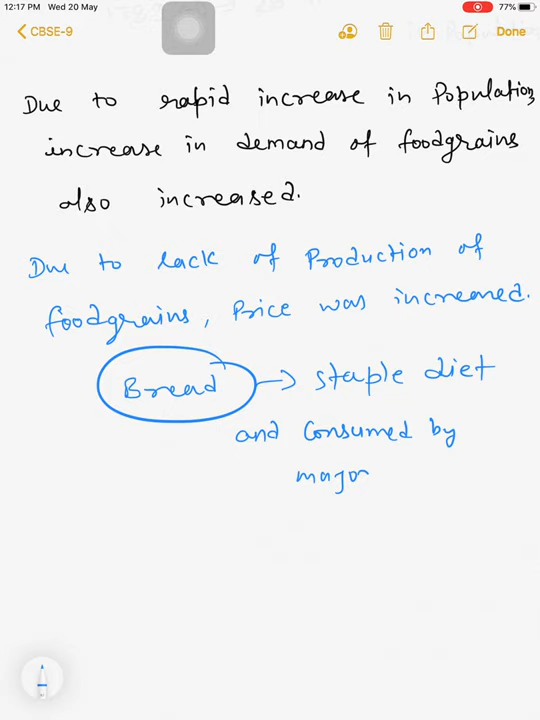 12:17 PM Wed 20 May
77%
CBSE-9
Done
Due to rapid increase in Population,
increase in demand of foodgrains
also increased.
Due to lack of Production of
foodgrains, Price was increased.
Bread → staple diet
and consumed by
major